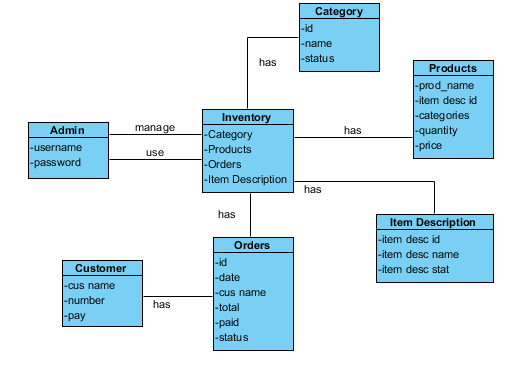 Category
-id
-name
-status
has
Products
-prod_name
-item desc id
-categories
-quantity
-price
Inventory
-Category
-Products
-Orders
-Item Description
has
Admin
-username
-password
manage
use
has
Item Description
-item desc id
-item desc name
-item desc stat
has
Orders
-id
-date
-cus name
-total
-paid
-status
Customer
-cus name
-number
-pay
has